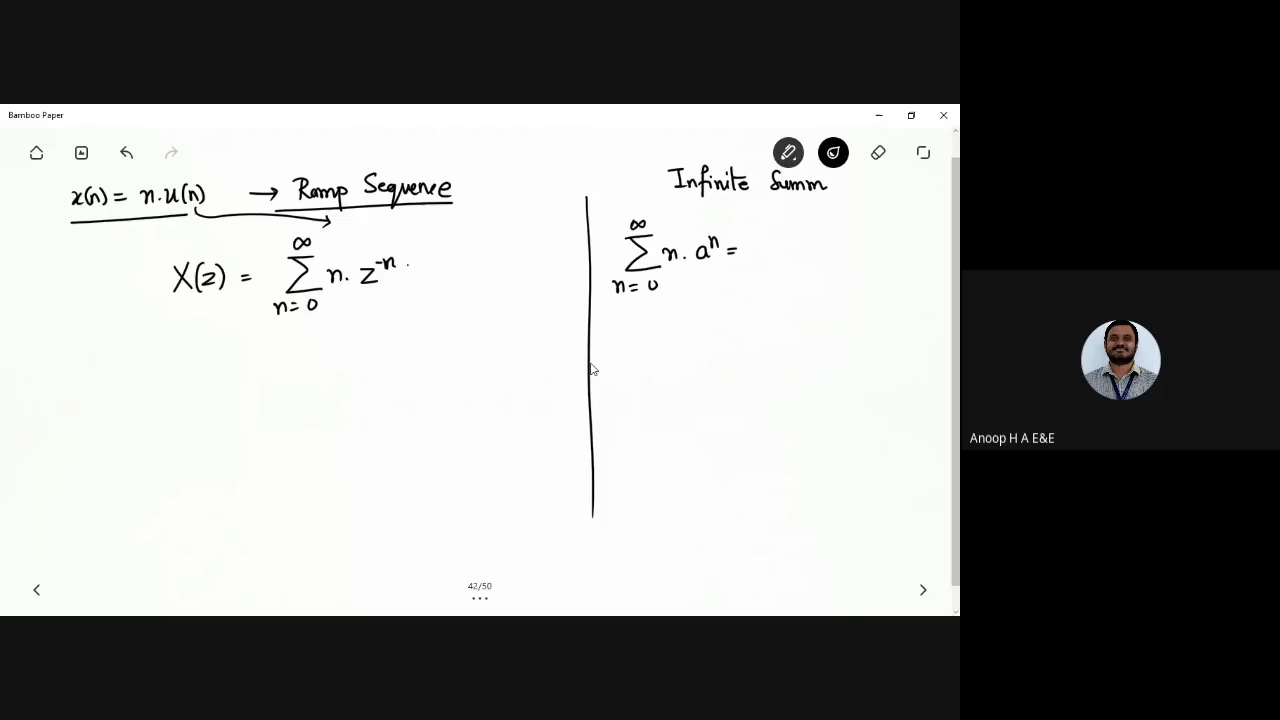 Bamboo Paper
x(n) = n.u(n) → Ramp Sequence
X(z) = ∞ Σ n=0 n. z^-n .
Infinite Summ
∞ Σ n=0 n. a^n =
42/50
Anoop H A E&E